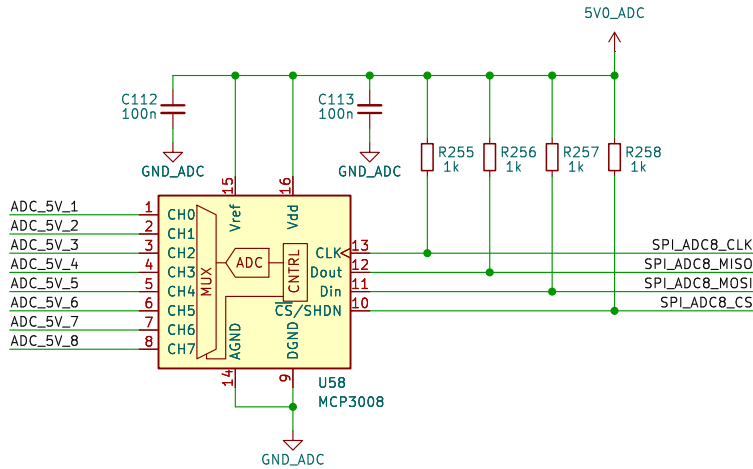 5V0_ADC
C112
100n
C113
100n
R255
1k
R256
1k
R257
1k
R258
1k
GND_ADC
GND_ADC
15
16
ADC_5V_1
1
CH0
Vref
Vdd
ADC_5V_2
2
CH1
ADC_5V_3
3
CH2
CLK
13
SPI_ADC8_CLK
ADC_5V_4
4
CH3
MUX
ADC
CNTRL
Dout
12
SPI_ADC8_MISO
ADC_5V_5
5
CH4
Din
11
SPI_ADC8_MOSI
ADC_5V_6
6
CH5
CS/SHDN
10
SPI_ADC8_CS
ADC_5V_7
7
CH6
AGND
DGND
ADC_5V_8
8
CH7
14
9
U58
MCP3008
GND_ADC